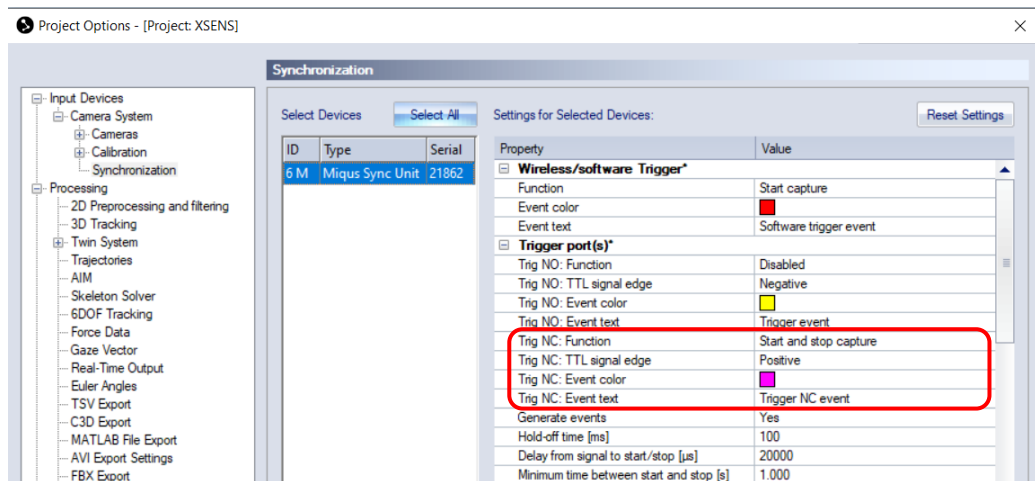 Project Options - [Project: XSENS]
Synchronization
Input Devices
Camera System
Cameras
Calibration
Synchronization
Processing
2D Preprocessing and filtering
3D Tracking
Twin System
Trajectories
AIM
Skeleton Solver
6DOF Tracking
Force Data
Gaze Vector
Real-Time Output
Euler Angles
TSV Export
C3D Export
MATLAB File Export
AVI Export Settings
FBX Export
Select Devices Select All
ID Type Serial
6 M Miqus Sync Unit 21862
Settings for Selected Devices: Reset Settings
Property Value
Wireless/software Trigger*
Function Start capture
Event color
Event text Software trigger event
Trigger port(s)*
Trig NO: Function Disabled
Trig NO: TTL signal edge Negative
Trig NO: Event color
Trig NO: Event text Trigger event
Trig NC: Function Start and stop capture
Trig NC: TTL signal edge Positive
Trig NC: Event color
Trig NC: Event text Trigger NC event
Generate events Yes
Hold-off time [ms] 100
Delay from signal to start/stop [µs] 20000
Minimum time between start and stop [s] 1.000